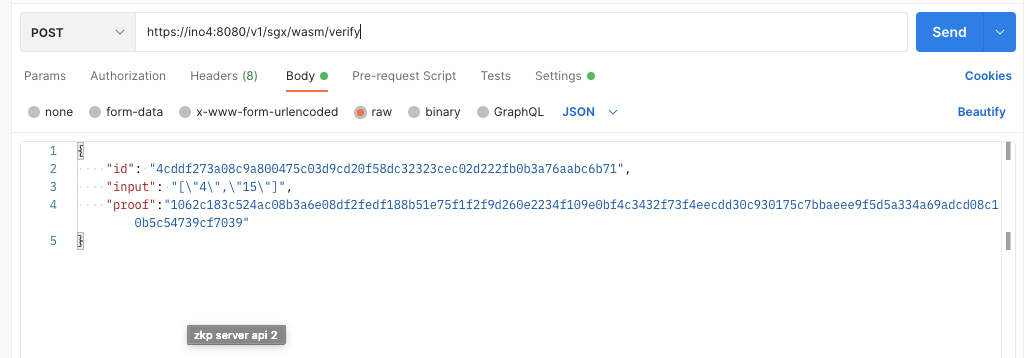 POST https://ino4:8080/v1/sgx/wasm/verify Send
Params Authorization Headers (8) Body Pre-request Script Tests Settings Cookies
none form-data x-www-form-urlencoded raw binary GraphQL JSON Beautify
1 {
2 "id": "4cddf273a08c9a800475c03d9cd20f58dc32323cec02d222fb0b3a76aabc6b71",
3 "input": "[\"4\",\"15\"]",
4 "proof":"1062c183c524ac08b3a6e08df2fedf188b51e75f1f2f9d260e2234f109e0bf4c3432f73f4eecdd30c930175c7bbaeee9f5d5a334a69adcd08c1
0b5c54739cf7039"
5 }
zkp server api 2